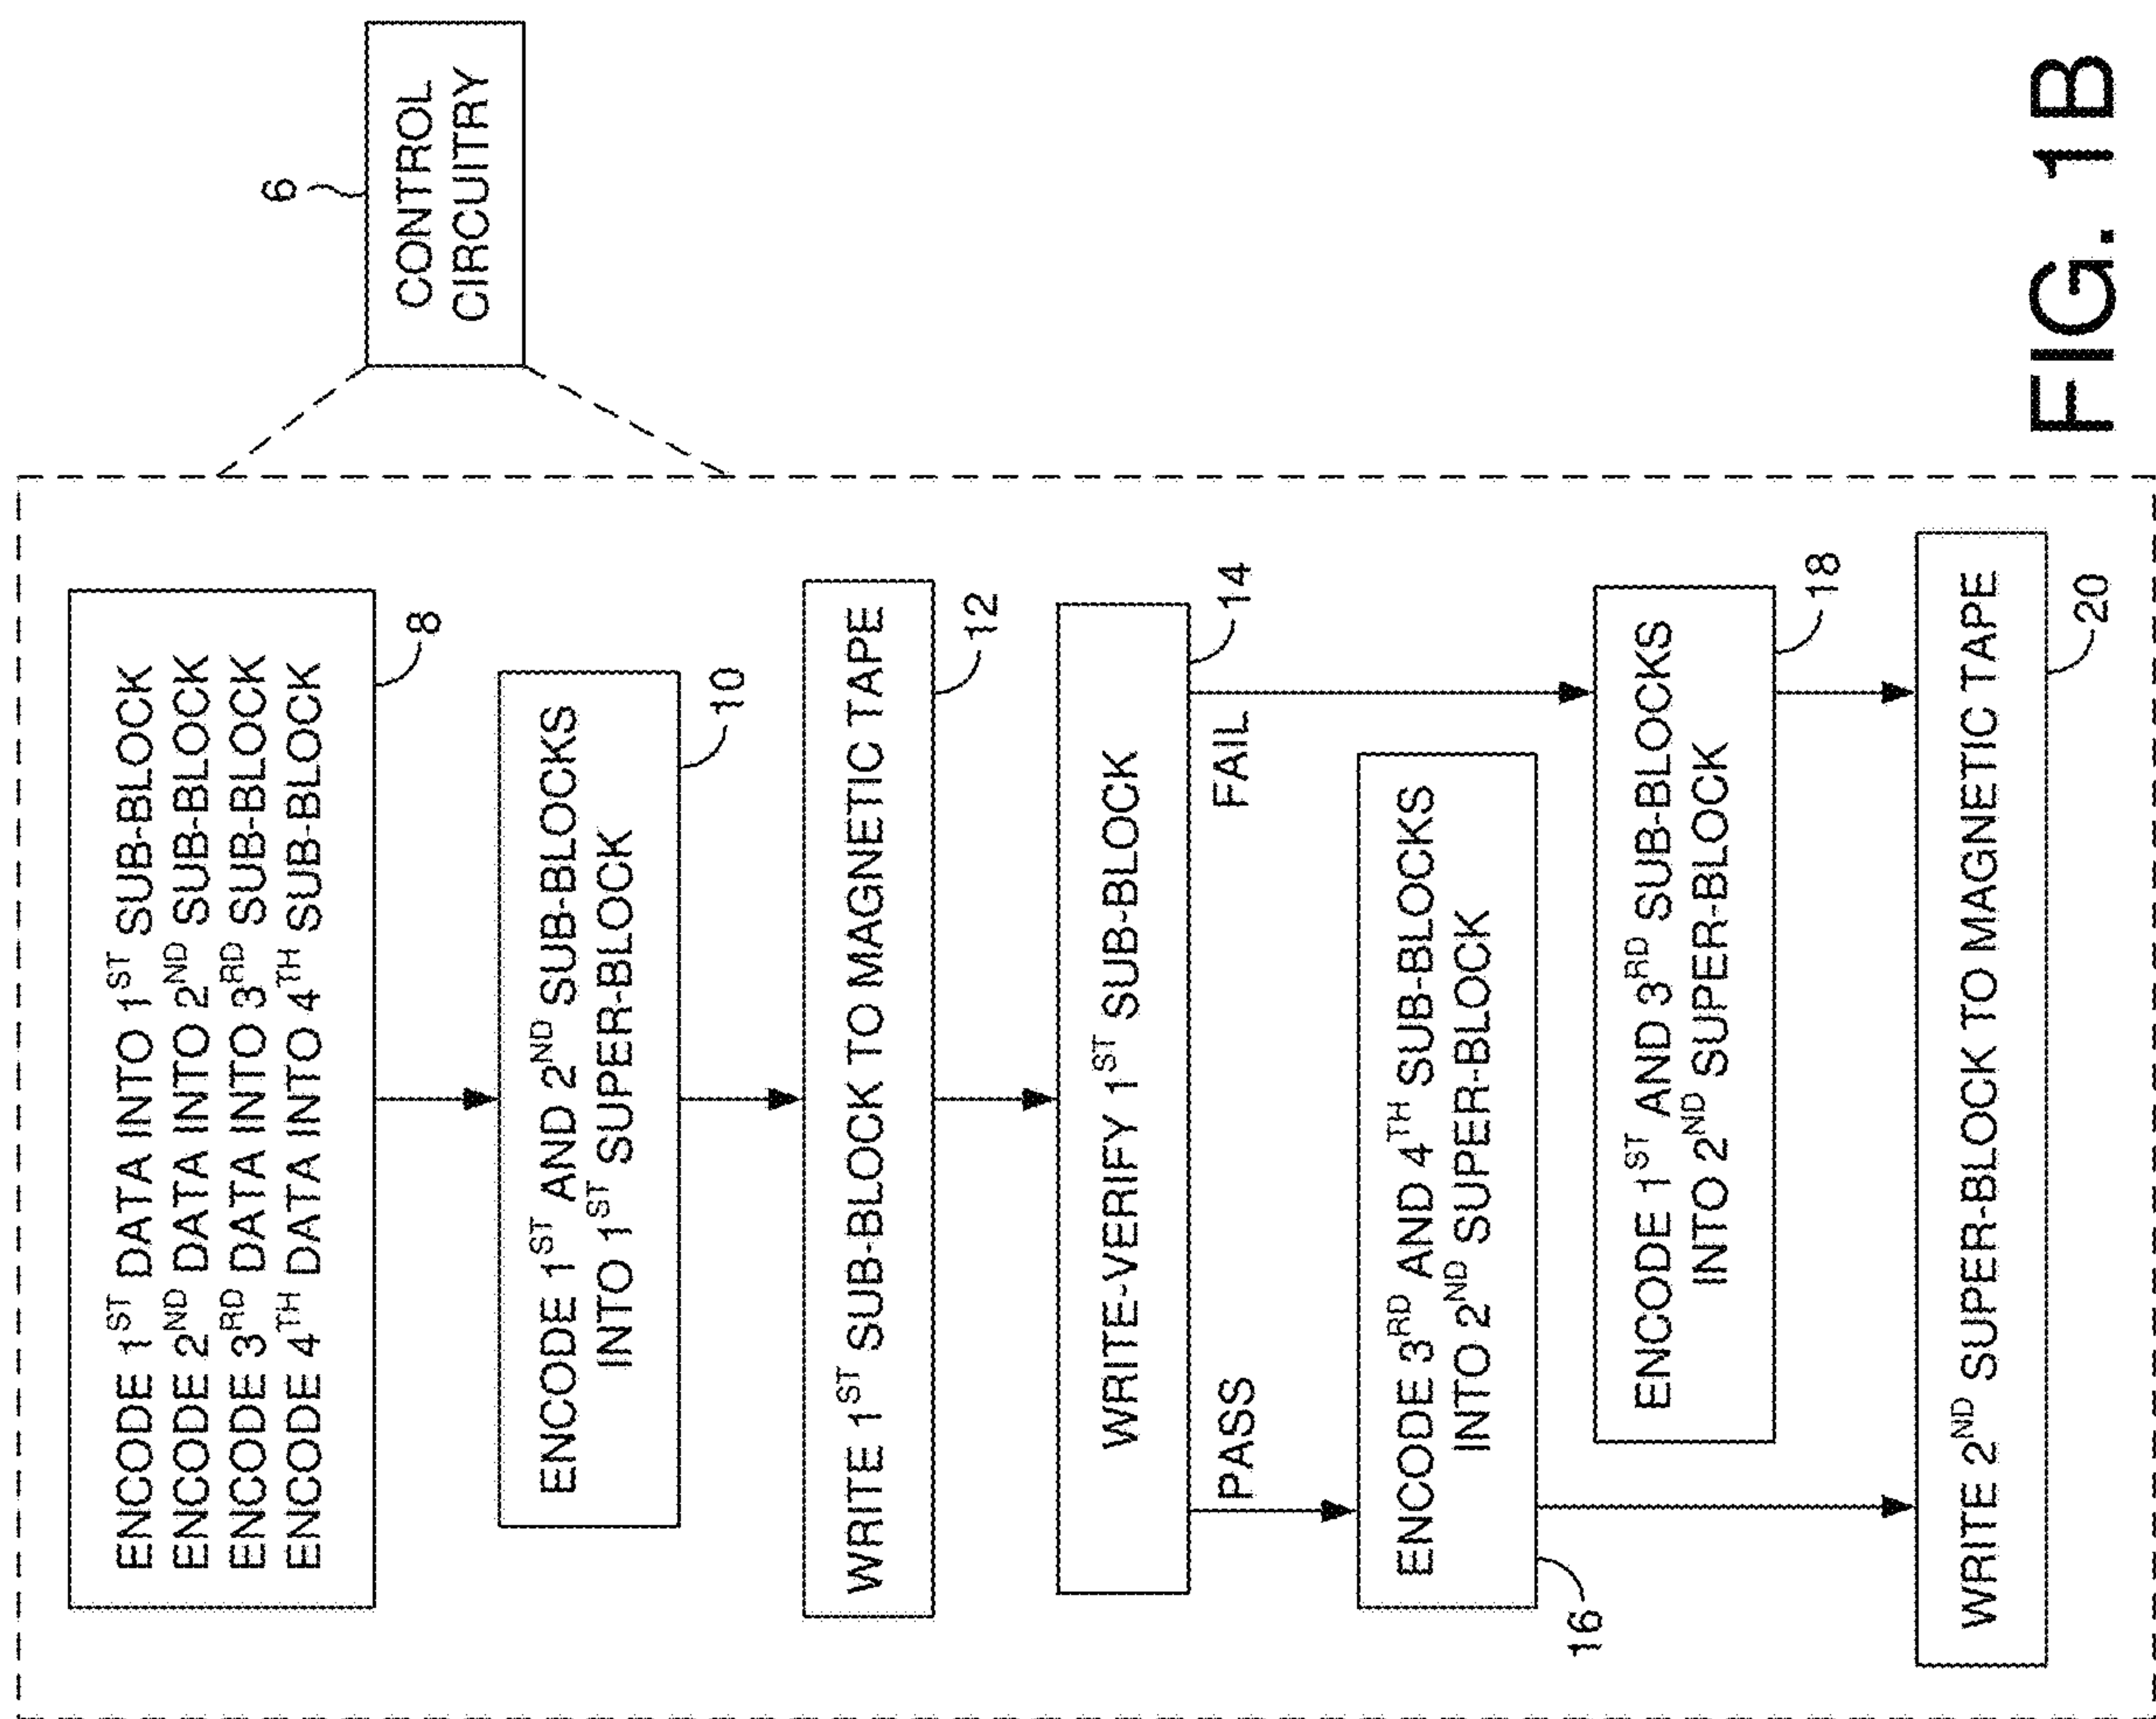 ENCODE 1ST DATA INTO 1ST SUB-BLOCK
ENCODE 2ND DATA INTO 2ND SUB-BLOCK
ENCODE 3RD DATA INTO 3RD SUB-BLOCK
ENCODE 4TH DATA INTO 4TH SUB-BLOCK
8
ENCODE 1ST AND 2ND SUB-BLOCKS
INTO 1ST SUPER-BLOCK
10
WRITE 1ST SUB-BLOCK TO MAGNETIC TAPE
12
WRITE-VERIFY 1ST SUB-BLOCK
14
PASS
FAIL
ENCODE 3RD AND 4TH SUB-BLOCKS
INTO 2ND SUPER-BLOCK
16
ENCODE 1ST AND 3RD SUB-BLOCKS
INTO 2ND SUPER-BLOCK
18
WRITE 2ND SUPER-BLOCK TO MAGNETIC TAPE
20
6
CONTROL
CIRCUITRY
FIG. 1B